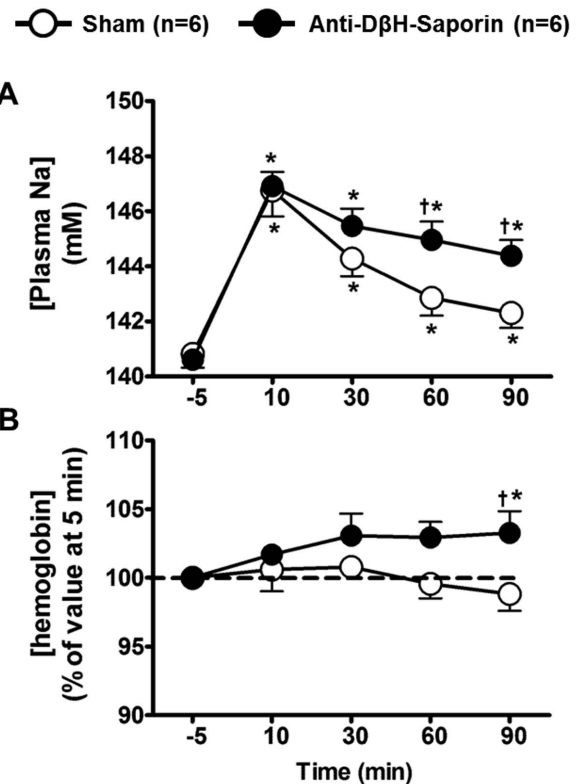 Sham (n=6) Anti-DβH-Saporin (n=6)
A
[Plasma Na]
(mM)
150
148
146
144
142
140
* * †* †*
* * * *
-5 10 30 60 90
B
[hemoglobin]
(% of value at 5 min)
110
105
100
95
90
†*
-5 10 30 60 90
Time (min)